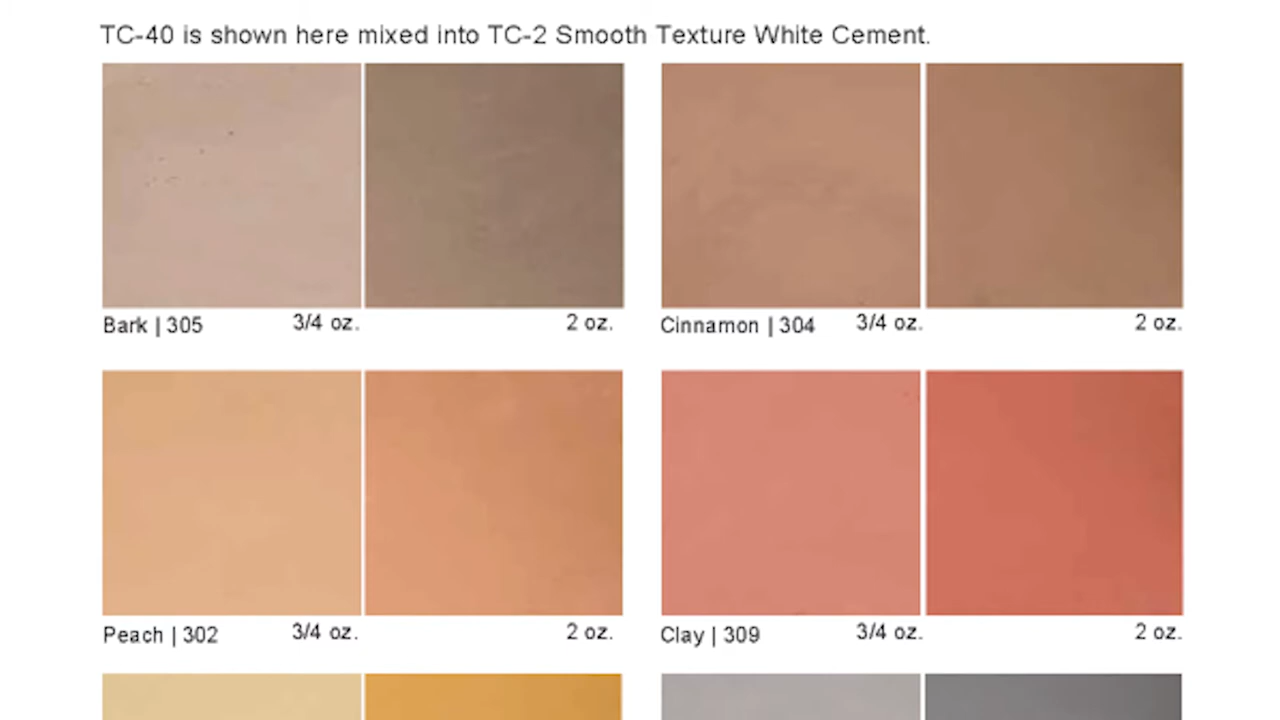 TC-40 is shown here mixed into TC-2 Smooth Texture White Cement.
Bark | 305 3/4 oz. 2 oz. Cinnamon | 304 3/4 oz. 2 oz.
Peach | 302 3/4 oz. 2 oz. Clay | 309 3/4 oz. 2 oz.